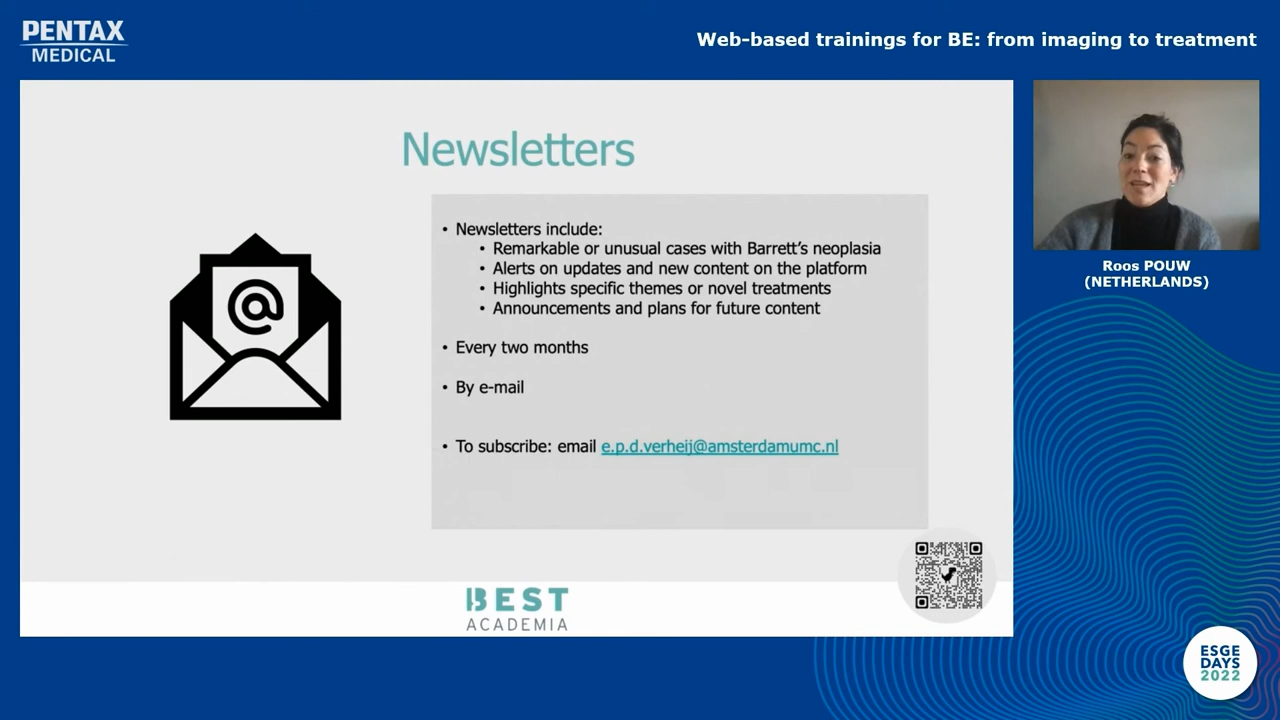 PENTAX
MEDICAL
Web-based trainings for BE: from imaging to treatment
Newsletters
• Newsletters include:
• Remarkable or unusual cases with Barrett’s neoplasia
• Alerts on updates and new content on the platform
• Highlights specific themes or novel treatments
• Announcements and plans for future content
• Every two months
• By e-mail
• To subscribe: email e.p.d.verheij@amsterdamumc.nl
@
Roos POUW
(NETHERLANDS)
BEST
ACADEMIA
ESGE
DAYS
2022